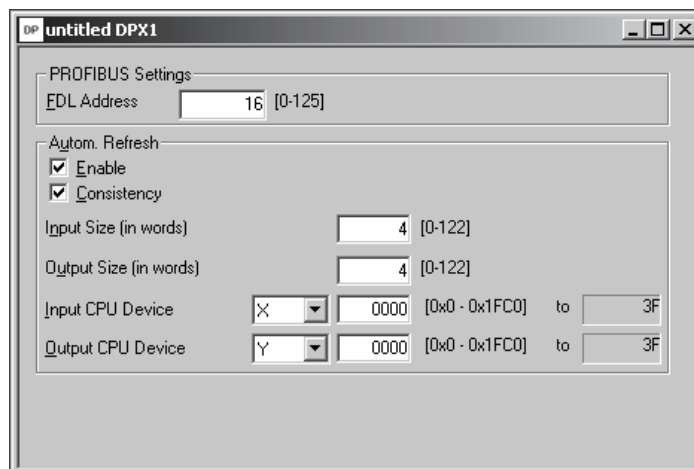 DP untitled DPX1
PROFIBUS Settings
FDL Address 16 [0-125]
Autom. Refresh
Enable
Consistency
Input Size (in words) 4 [0-122]
Output Size (in words) 4 [0-122]
Input CPU Device X 0000 [0x0 - 0x1FC0] to 3F
Output CPU Device Y 0000 [0x0 - 0x1FC0] to 3F